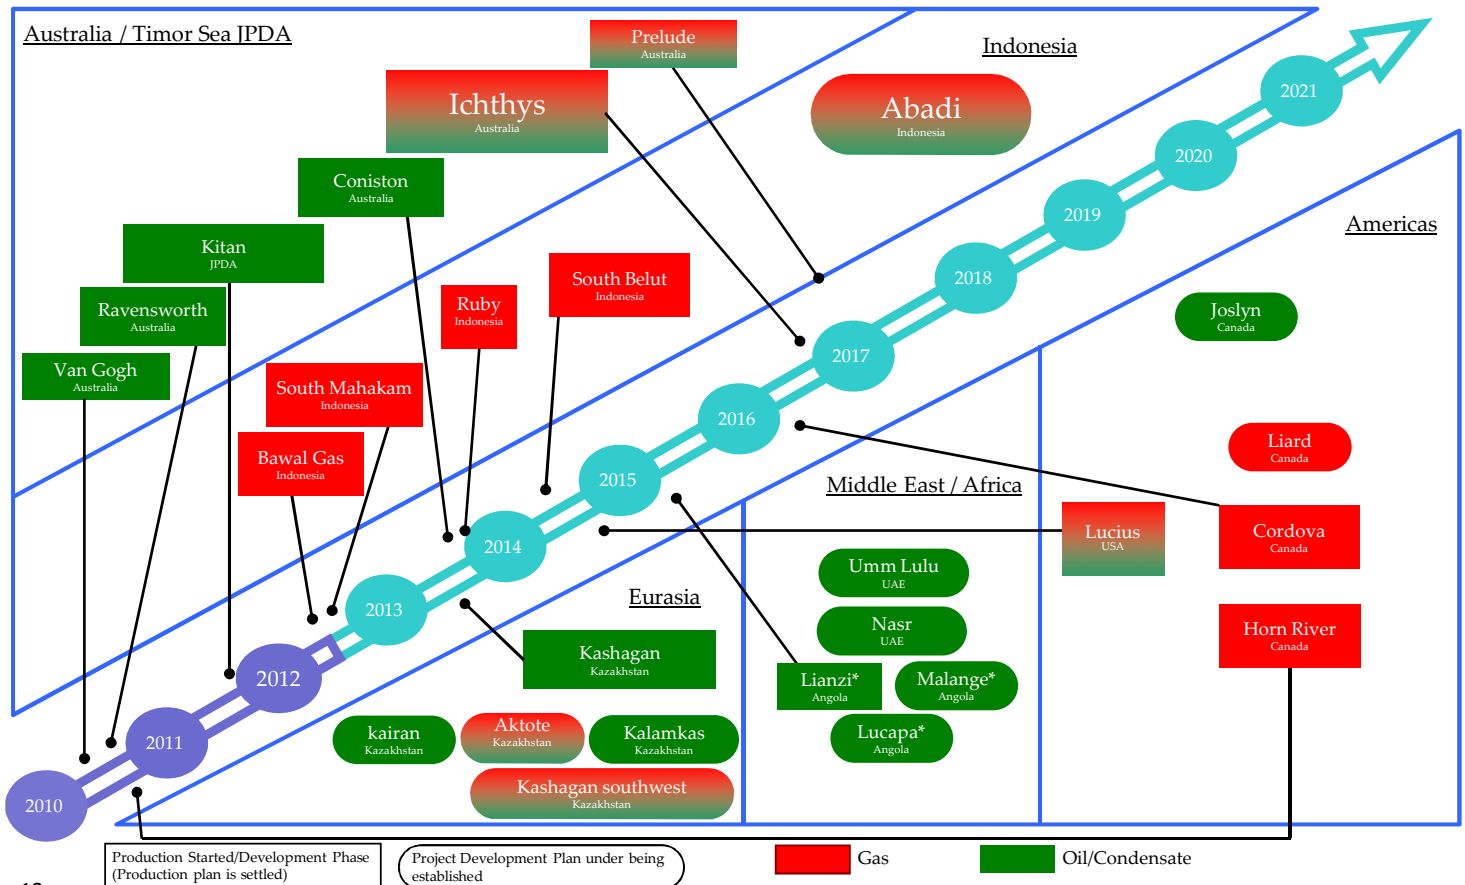 Australia / Timor Sea JPDA
Prelude
Australia
Indonesia
Ichthys
Australia
Abadi
Indonesia
2021
Coniston
Australia
2020
Kitan
JPDA
2019
Americas
South Belut
Indonesia
2018
Ravensworth
Australia
Ruby
Indonesia
Joslyn
Canada
Van Gogh
Australia
2017
South Mahakam
Indonesia
2016
Liard
Canada
Bawal Gas
Indonesia
2015
Middle East / Africa
Lucius
USA
Cordova
Canada
2014
Umm Lulu
UAE
2013
Eurasia
Nasr
UAE
Horn River
Canada
Kashagan
Kazakhstan
2012
Lianzi*
Angola
Malange*
Angola
2011
kairan
Kazakhstan
Aktote
Kazakhstan
Kalamkas
Kazakhstan
Lucapa*
Angola
Kashagan southwest
Kazakhstan
2010
Production Started/Development Phase
(Production plan is settled)
Project Development Plan under being
established
Gas
Oil/Condensate